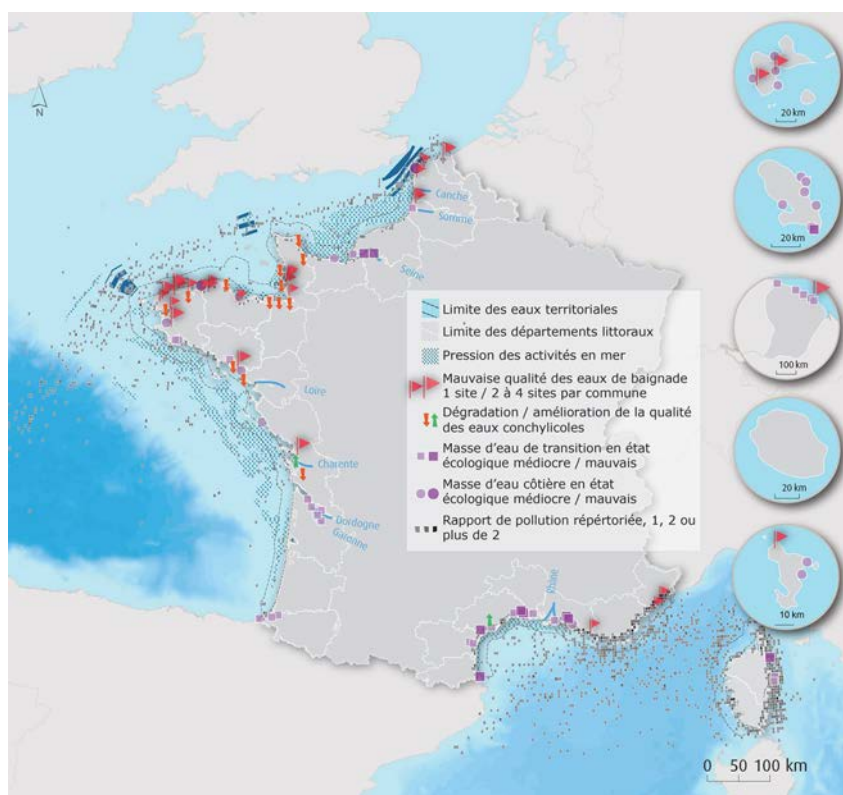 N
20 km
Canche
Somme
20 km
Seine
Limite des eaux territoriales
Limite des départements littoraux
Pression des activités en mer
Mauvaise qualité des eaux de baignade
1 site / 2 à 4 sites par commune
Dégradation / amélioration de la qualité
des eaux conchylicoles
Masse d'eau de transition en état
écologique médiocre / mauvais
Masse d'eau côtière en état
écologique médiocre / mauvais
Rapport de pollution répértoriée, 1, 2 ou
plus de 2
100 km
Loire
Charente
20 km
Dordogne
Garonne
Rhône
10 km
0 50 100 km